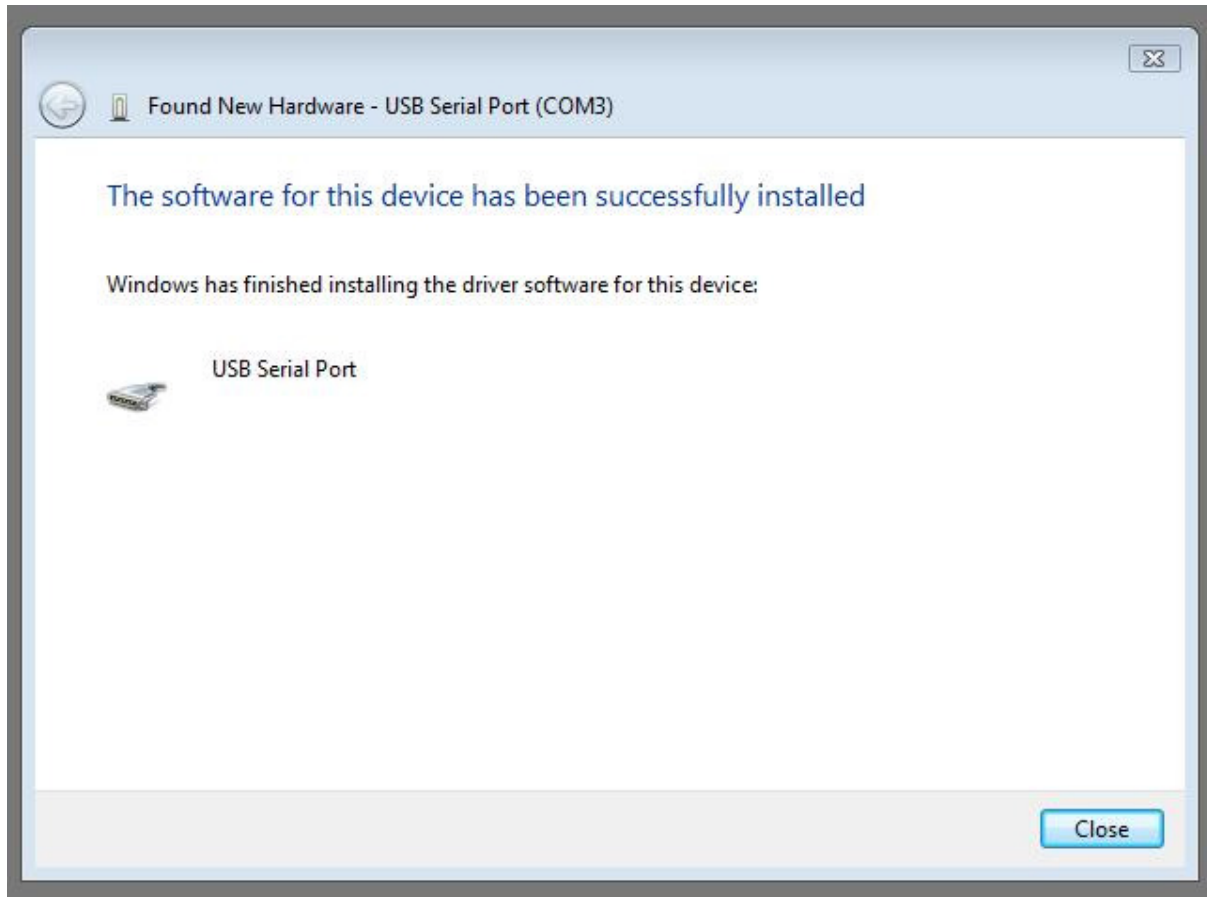 Found New Hardware - USB Serial Port (COM3)
The software for this device has been successfully installed
Windows has finished installing the driver software for this device:
USB Serial Port
Close